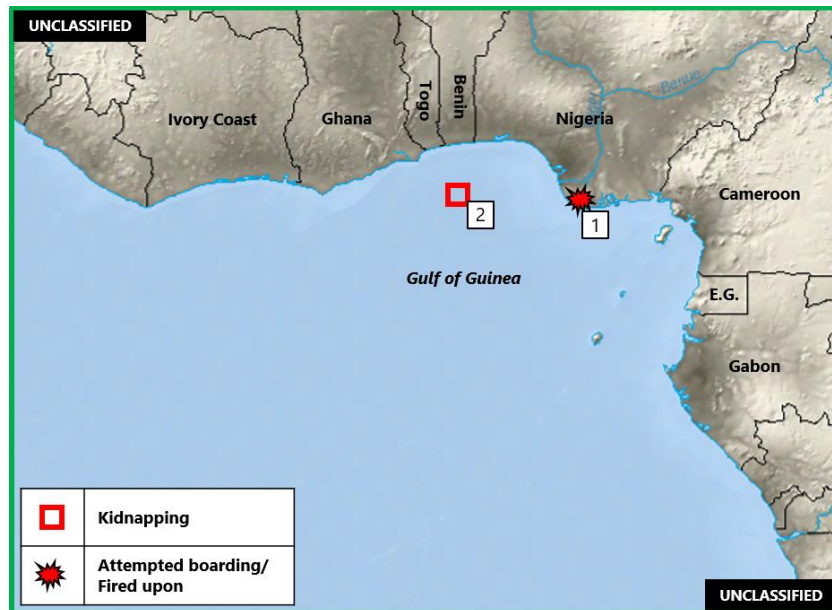 UNCLASSIFIED
Benue
Togo
Benin
Ivory Coast
Ghana
Nigeria
Cameroon
2
1
Gulf of Guinea
E.G.
Gabon
Kidnapping
Attempted boarding/
Fired upon
UNCLASSIFIED